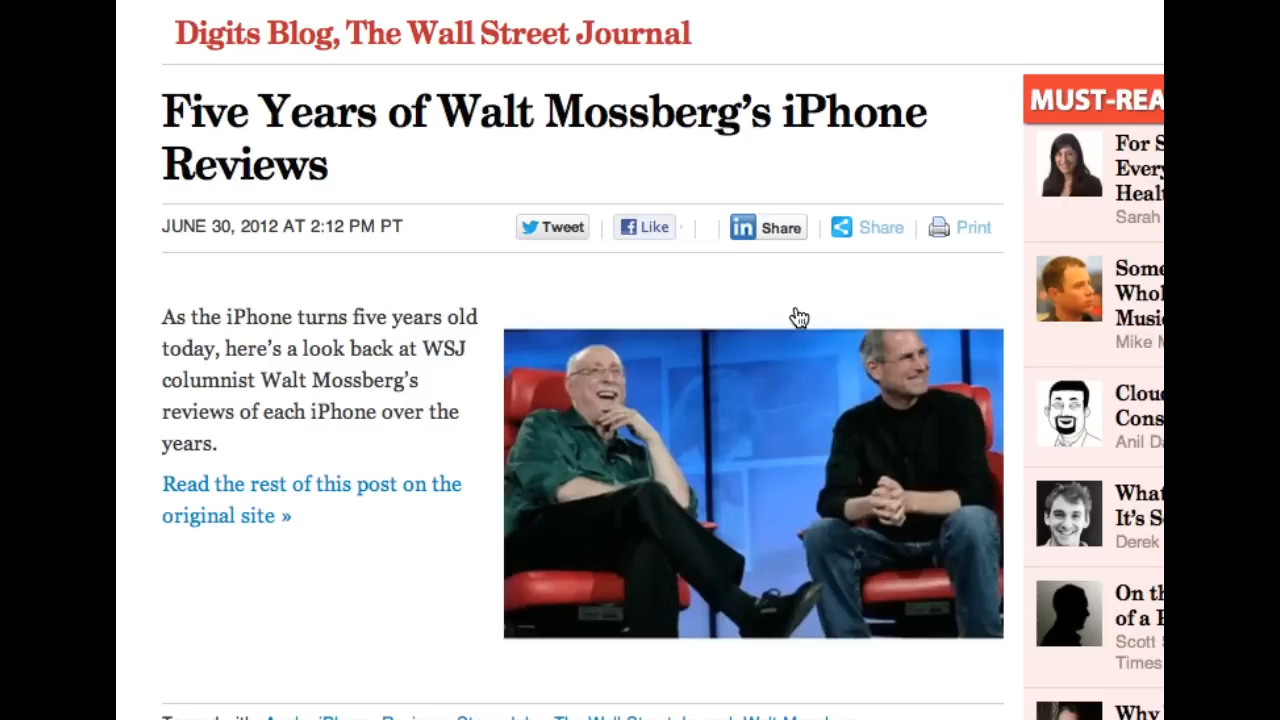 Digits Blog, The Wall Street Journal
Five Years of Walt Mossberg's iPhone
Reviews
JUNE 30, 2012 AT 2:12 PM PT
Tweet
Like
in Share
Share
Print
As the iPhone turns five years old
today, here's a look back at WSJ
columnist Walt Mossberg's
reviews of each iPhone over the
years.
Read the rest of this post on the
original site »
MUST-REA
For S
Every
Heal
Sarah
Some
Whol
Musi
Mike M
Cloud
Cons
Anil Da
What
It's S
Derek
On th
of a
Scott
Times
Why